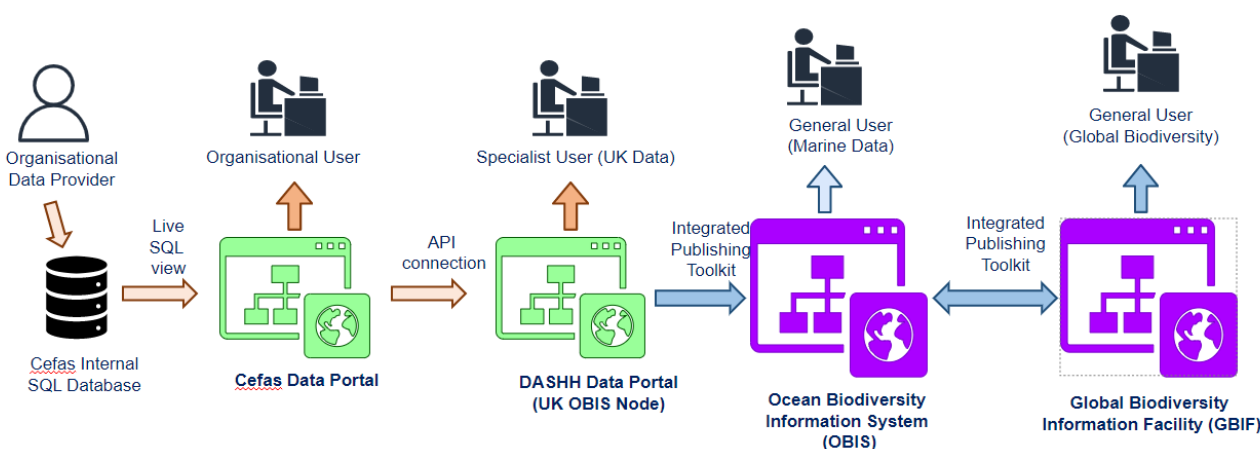 Organisational
Data Provider
Organisational User
Specialist User (UK Data)
General User
(Marine Data)
General User
(Global Biodiversity)
Live
SQL
view
API
connection
Integrated
Publishing
Toolkit
Integrated
Publishing
Toolkit
Cefas Internal
SQL Database
Cefas Data Portal
DASHH Data Portal
(UK OBIS Node)
Ocean Biodiversity
Information System
(OBIS)
Global Biodiversity
Information Facility (GBIF)